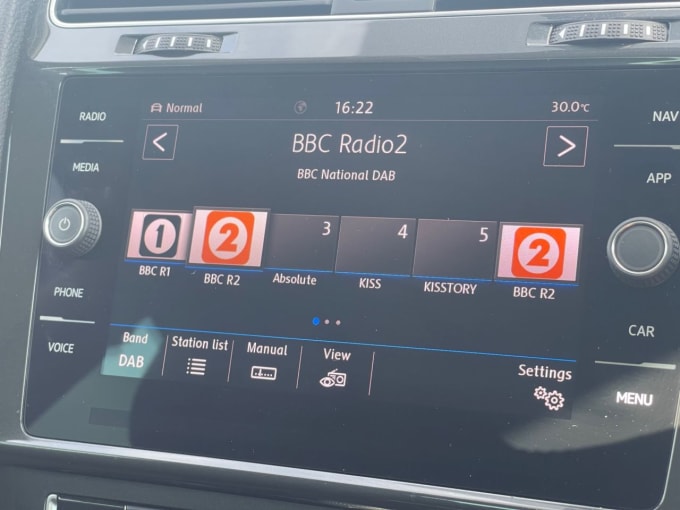 RADIO
MEDIA
PHONE
VOICE
Normal
16:22
30.0°C
<
BBC Radio2
>
BBC National DAB
1
2
3
4
5
2
BBC R1
BBC R2
Absolute
KISS
KISSTORY
BBC R2
Band
DAB
Station list
Manual
View
Settings
NAV
APP
CAR
MENU